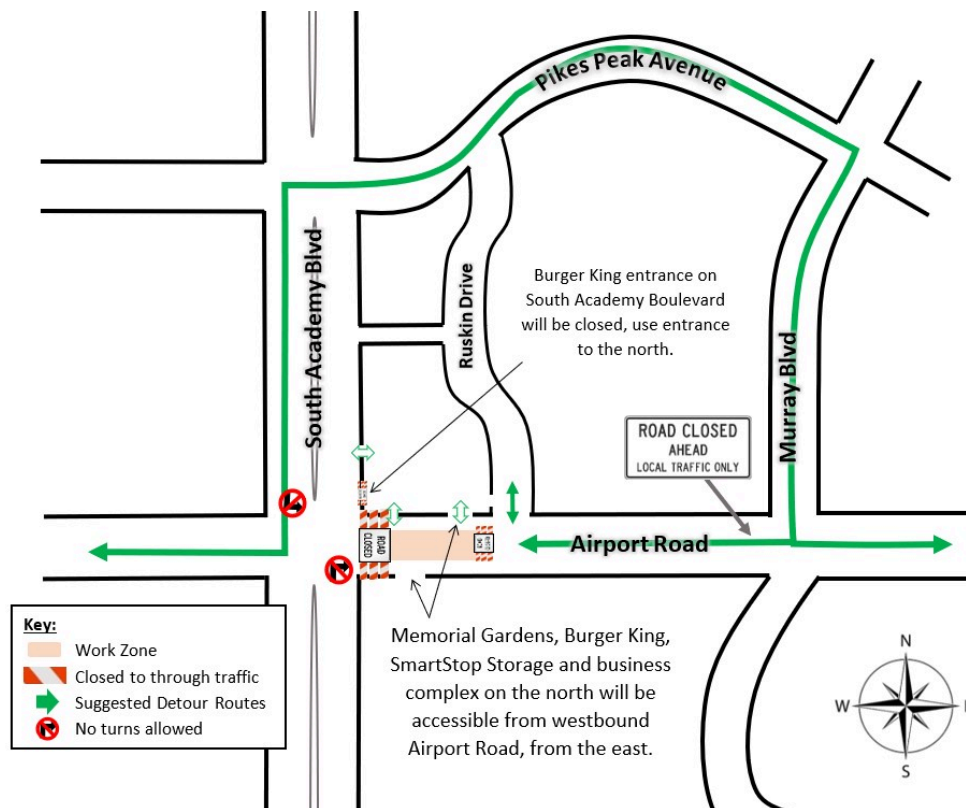 Pikes Peak Avenue
South Academy Blvd
Ruskin Drive
Burger King entrance on
South Academy Boulevard
will be closed, use entrance
to the north.
Murray Blvd
ROAD CLOSED
AHEAD
LOCAL TRAFFIC ONLY
ROAD
CLOSED
Airport Road
Memorial Gardens, Burger King,
SmartStop Storage and business
complex on the north will be
accessible from westbound
Airport Road, from the east.
Key:
Work Zone
Closed to through traffic
Suggested Detour Routes
No turns allowed
N
W
S